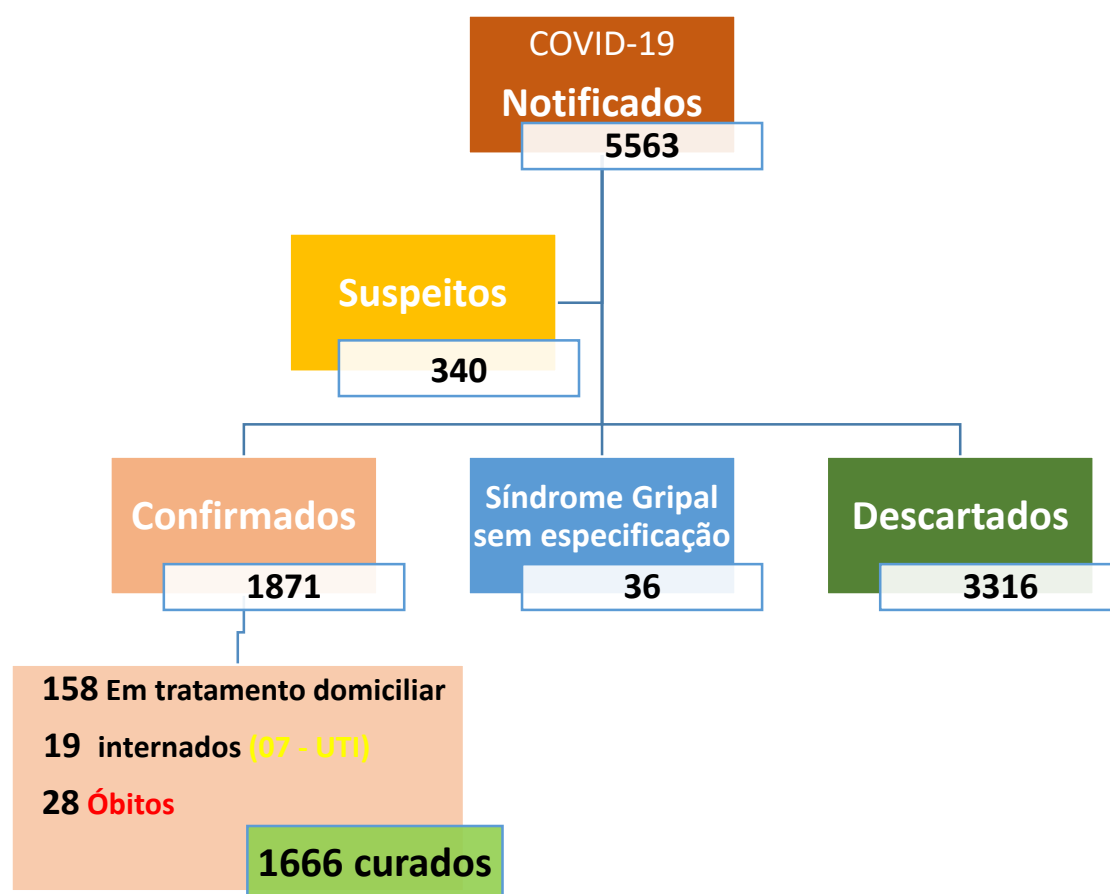 COVID-19
Notificados
5563
Suspeitos
340
Confirmados
1871
Síndrome Gripal
sem especificação
36
Descartados
3316
158 Em tratamento domiciliar
19 internados (07 - UTI)
28 Óbitos
1666 curados